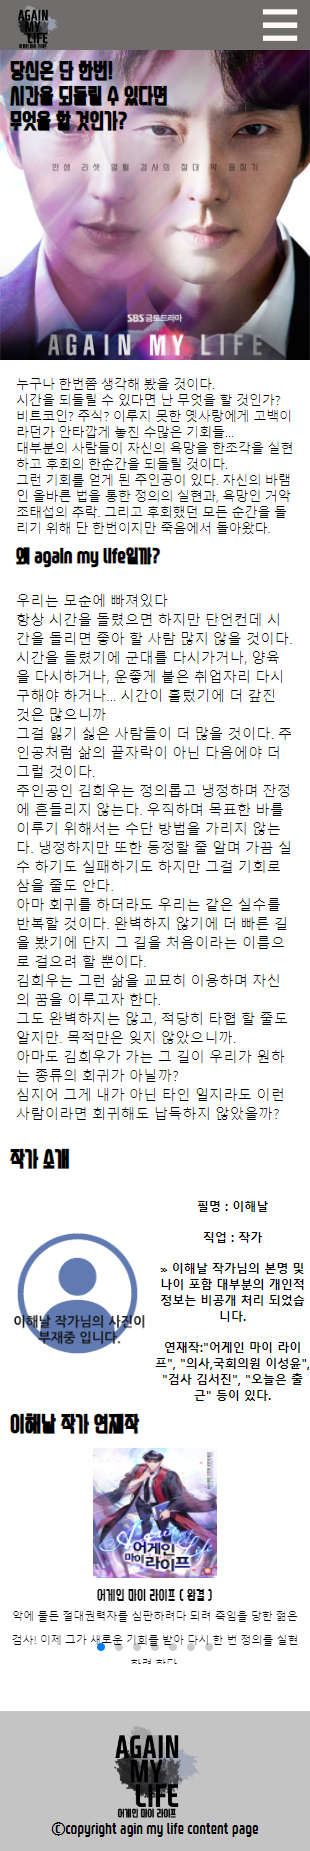 AGAIN
MY
LIFE
어게인 마이 라이프
당신은 단 한번!
시간을 되돌릴 수 있다면
무엇을 할 것인가?
인생 리셋 열혈 검사의 절대 악 응징기
SBS 금토드라마
AGAIN MY LIFE
누구나 한번쯤 생각해 봤을 것이다.
시간을 되돌릴 수 있다면 난 무엇을 할 것인가?
비트코인? 주식? 이루지 못한 옛사랑에게 고백이
라던가 안타깝게 놓친 수많은 기회들...
대부분의 사람들이 자신의 욕망을 한조각을 실현
하고 후회의 한순간을 되돌릴 것이다.
그런 기회를 얻게 된 주인공이 있다. 자신의 바램
인 올바른 법을 통한 정의의 실현과, 욕망인 거악
조태섭의 추락. 그리고 후회했던 모든 순간을 돌
리기 위해 단 한번이지만 죽음에서 돌아왔다.
왜 again my life일까?
우리는 모순에 빠져있다
항상 시간을 돌렸으면 하지만 단언컨데 시
간을 돌리면 좋아 할 사람 많지 않을 것이다.
시간을 돌렸기에 군대를 다시가거나, 양육
을 다시하거나, 운좋게 붙은 취업자리 다시
구해야 하거나... 시간이 흘렀기에 더 값진
것은 많으니까
그걸 잃기 싫은 사람들이 더 많을 것이다. 주
인공처럼 삶의 끝자락이 아닌 다음에야 더
그럴 것이다.
주인공인 김희우는 정의롭고 냉정하며 잔정
에 흔들리지 않는다. 우직하며 목표한 바를
이루기 위해서는 수단 방법을 가리지 않는
다. 냉정하지만 또한 동정할 줄 알며 가끔 실
수 하기도 실패하기도 하지만 그걸 기회로
삼을 줄도 안다.
아마 회귀를 하더라도 우리는 같은 실수를
반복할 것이다. 완벽하지 않기에 더 빠른 길
을 봤기에 단지 그 길을 처음이라는 이름으
로 걸으려 할 뿐이다.
김희우는 그런 삶을 교묘히 이용하며 자신
의 꿈을 이루고자 한다.
그도 완벽하지는 않고, 적당히 타협 할 줄도
알지만. 목적만은 잊지 않았으니까.
아마도 김희우가 가는 그 길이 우리가 원하
는 종류의 회귀가 아닐까?
심지어 그게 내가 아닌 타인 일지라도 이런
사람이라면 회귀해도 납득하지 않았을까?
작가 소개
이해날 작가님의 사진이
부재중 입니다.
필명 : 이해날
직업 : 작가
» 이해날 작가님의 본명 및
나이 포함 대부분의 개인적
정보는 비공개 처리 되었습
니다.
연재작:"어게인 마이 라이
프", "의사,국회의원 이성윤",
"검사 김서진", "오늘은 출
근" 등이 있다.
이해날 작가 연재작
어게인
마이 라이프
어게인 마이 라이프 ( 완결 )
악에 물든 절대권력자를 심판하려다 되려 죽임을 당한 젊은
검사! 이제 그가 새로운 기회를 받아 다시 한 번 정의를 실현
하려 한다
AGAIN
MY
LIFE
어게인 마이 라이프
ⓒcopyright agin my life content page